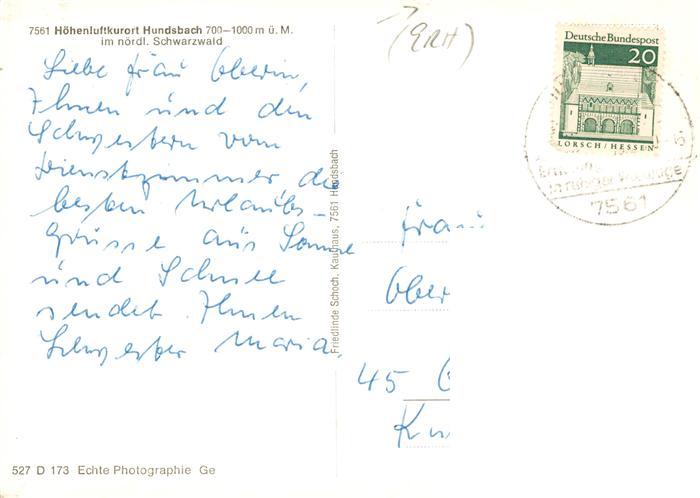 7561 Höhenluftkurort Hundsbach 700–1000 m ü. M.
im nördl. Schwarzwald
Liebe Frau Oberin,
Ihnen und den
Schwestern vom
Dienstzimmer die
besten Urlaubs-
grüsse aus Sonne
und Schnee
sendet Ihnen
Schwester Maria.
527 D 173 Echte Photographie Ge
Friedlinde Schoch, Kaufhaus, 7561 Hundsbach
(ERH)
Deutsche Bundespost
20
LORSCH/HESSEN
7561
Frau
Ober
45